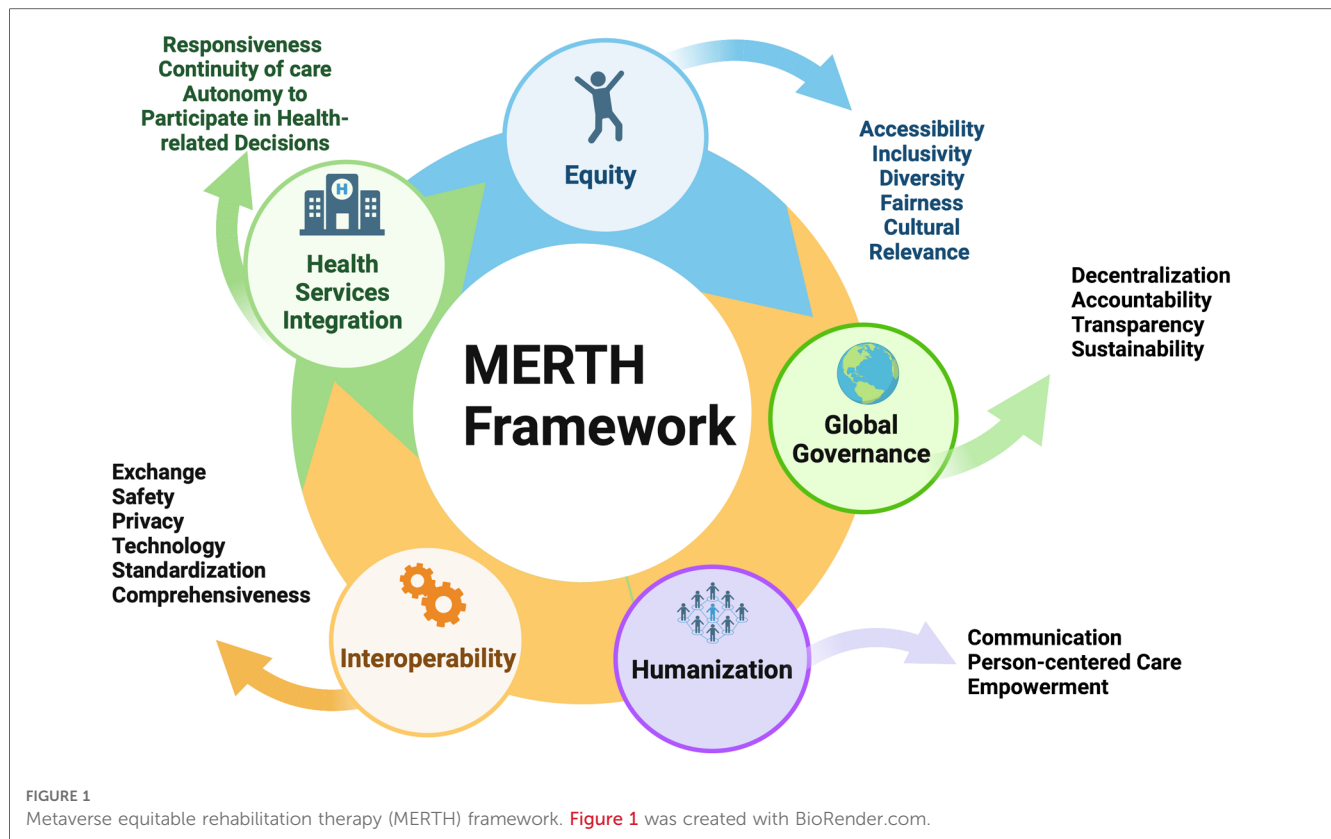 Responsiveness
Continuity of care
Autonomy to
Participate in Health-
related Decisions
H
Health
Services
Integration
Equity
Accessibility
Inclusivity
Diversity
Fairness
Cultural
Relevance
MERTH
Framework
Global
Governance
Decentralization
Accountability
Transparency
Sustainability
Exchange
Safety
Privacy
Technology
Standardization
Comprehensiveness
Interoperability
Humanization
Communication
Person-centered Care
Empowerment
FIGURE 1
Metaverse equitable rehabilitation therapy (MERTH) framework. Figure 1 was created with BioRender.com.